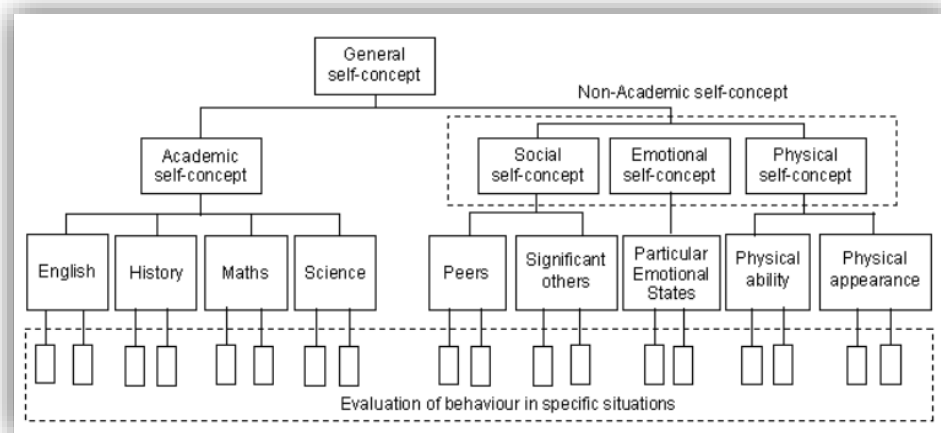 General
self-concept
Non-Academic self-concept
Academic
self-concept
Social
self-concept
Emotional
self-concept
Physical
self-concept
English
History
Maths
Science
Peers
Significant
others
Particular
Emotional
States
Physical
ability
Physical
appearance
Evaluation of behaviour in specific situations